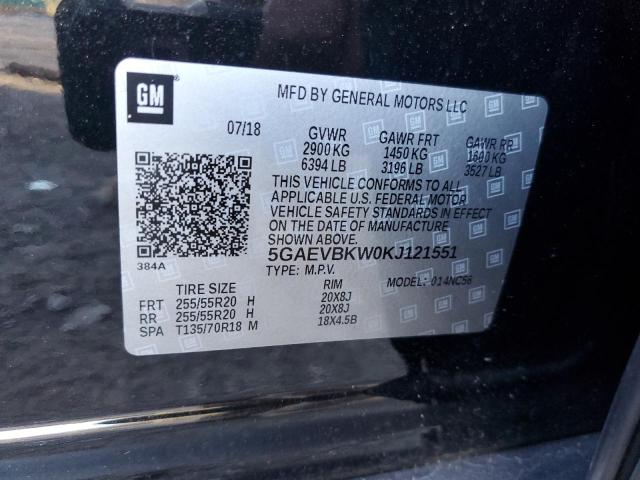 GM
MFD BY GENERAL MOTORS LLC
07/18 GVWR GAWR FRT GAWR RR
2900 KG 1450 KG 1600 KG
6394 LB 3196 LB 3527 LB
THIS VEHICLE CONFORMS TO ALL
APPLICABLE U.S. FEDERAL MOTOR
VEHICLE SAFETY STANDARDS IN EFFECT
ON THE DATE OF MANUFACTURE
SHOWN ABOVE.
384A 5GAEVBKW0KJ121551
TYPE: M.P.V. MODEL: 014NC56
TIRE SIZE RIM
FRT 255/55R20 H 20X8J
RR 255/55R20 H 20X8J
SPA T135/70R18 M 18X4.5B